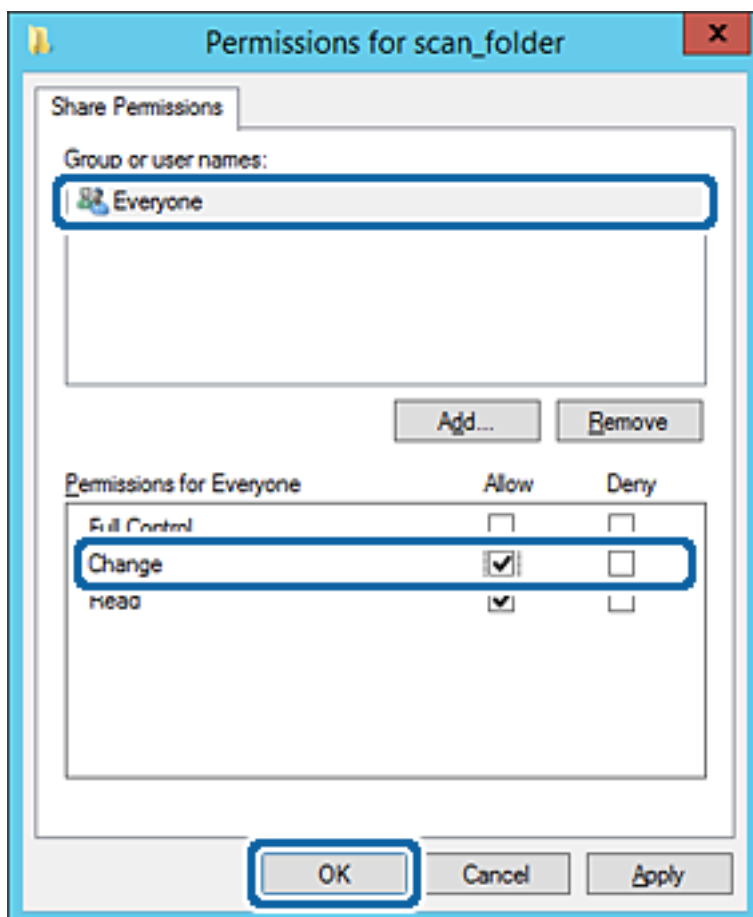 Permissions for scan_folder
x
Share Permissions
Group or user names:
Everyone
Add...
Remove
Permissions for Everyone Allow Deny
Full Control
Change
Read
OK Cancel Apply